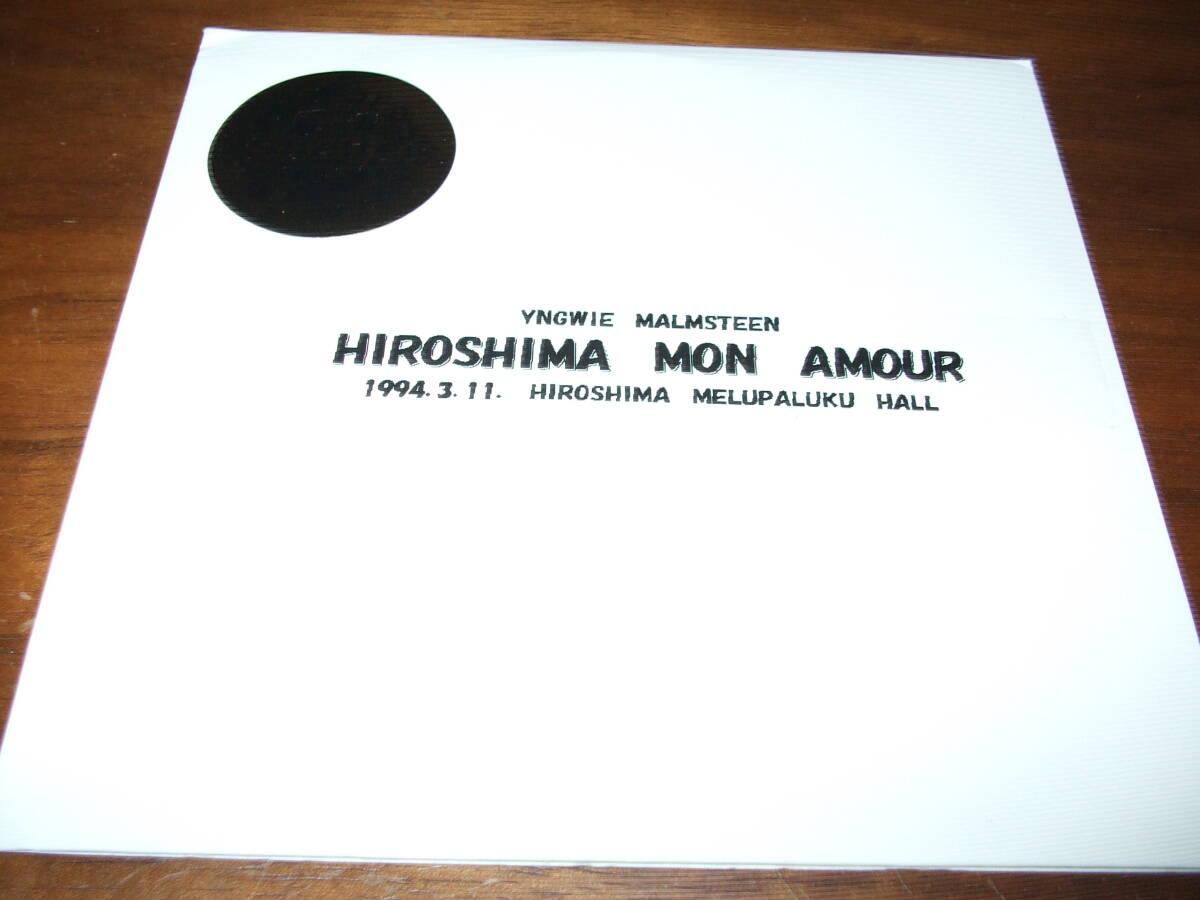 YNGWIE MALMSTEEN
HIROSHIMA MON AMOUR
1994.3.11. HIROSHIMA MELUPALUKU HALL